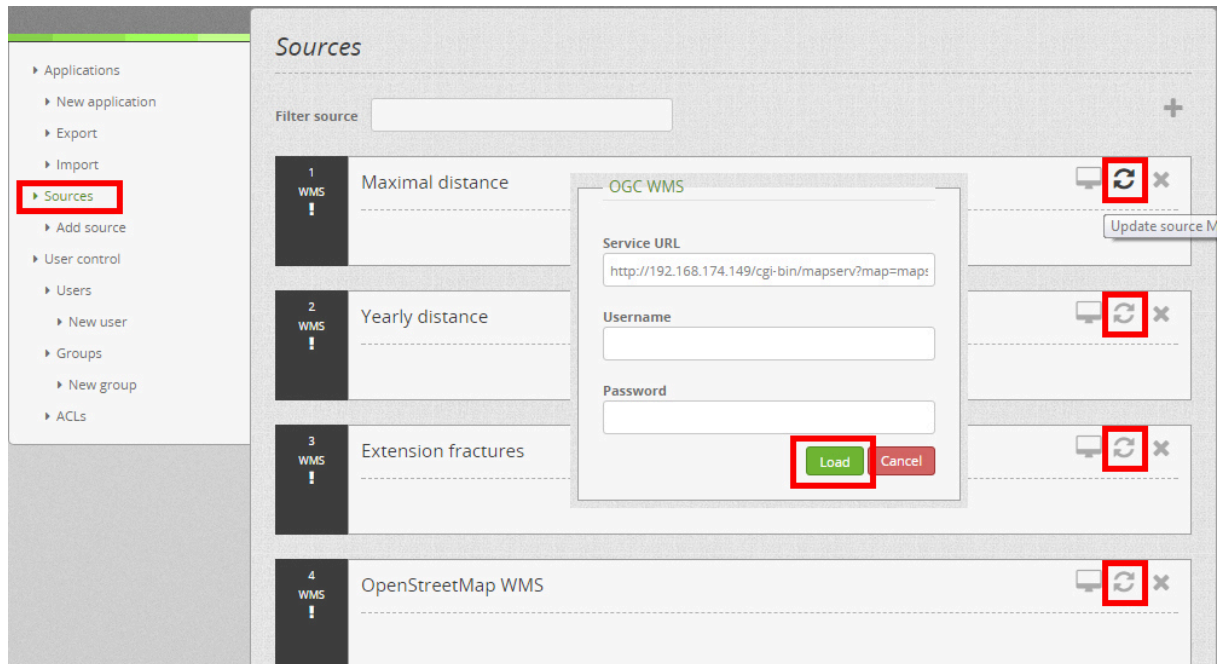 Applications
New application
Export
Import
Sources
Add source
User control
Users
New user
Groups
New group
ACLs
Sources
Filter source
1
WMS
!
Maximal distance
Update source M
2
WMS
!
Yearly distance
3
WMS
!
Extension fractures
4
WMS
!
OpenStreetMap WMS
OGC WMS
Service URL
http://192.168.174.149/cgi-bin/mapserv?map=maps
Username
Password
Load Cancel